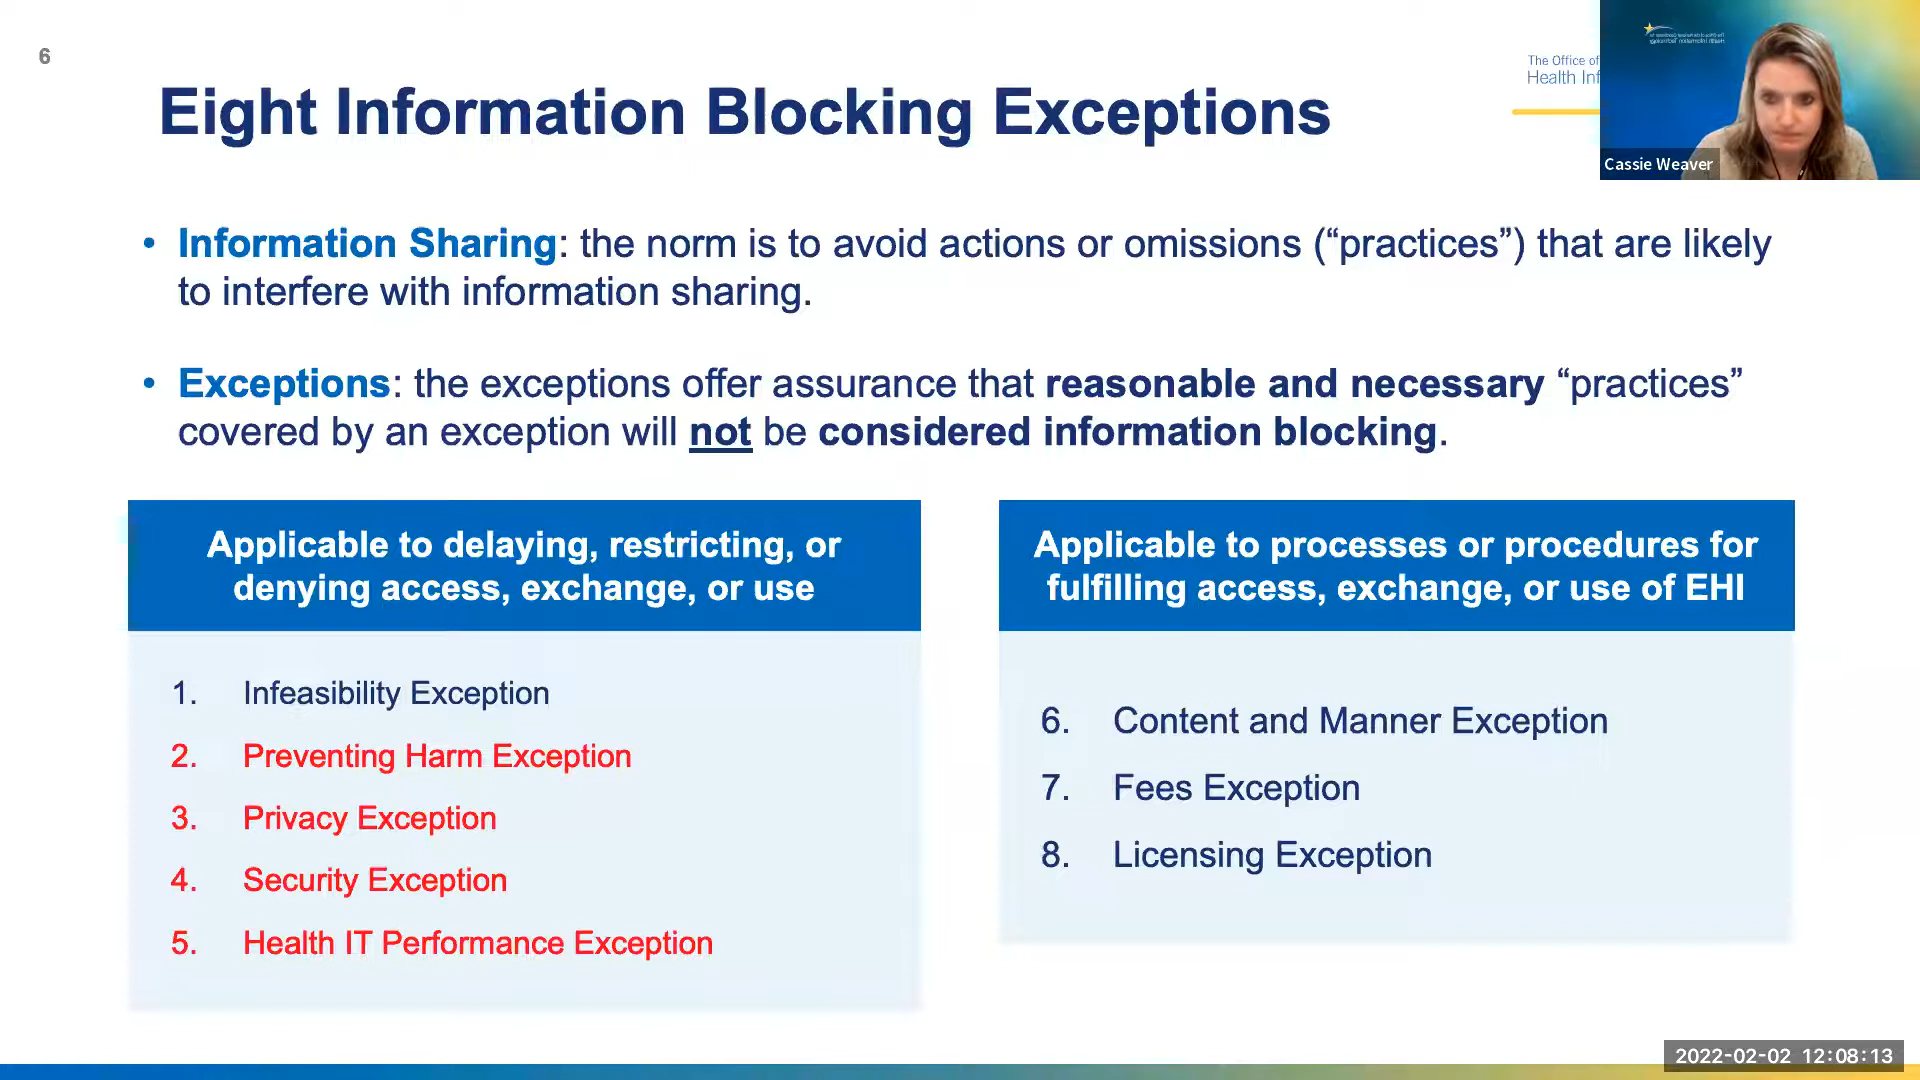 6
The Office of
Health Inf
Eight Information Blocking Exceptions
Cassie Weaver
• Information Sharing: the norm is to avoid actions or omissions (“practices”) that are likely
to interfere with information sharing.
• Exceptions: the exceptions offer assurance that reasonable and necessary “practices”
covered by an exception will not be considered information blocking.
Applicable to delaying, restricting, or
denying access, exchange, or use
1. Infeasibility Exception
2. Preventing Harm Exception
3. Privacy Exception
4. Security Exception
5. Health IT Performance Exception
Applicable to processes or procedures for
fulfilling access, exchange, or use of EHI
6. Content and Manner Exception
7. Fees Exception
8. Licensing Exception
2022-02-02 12:08:13